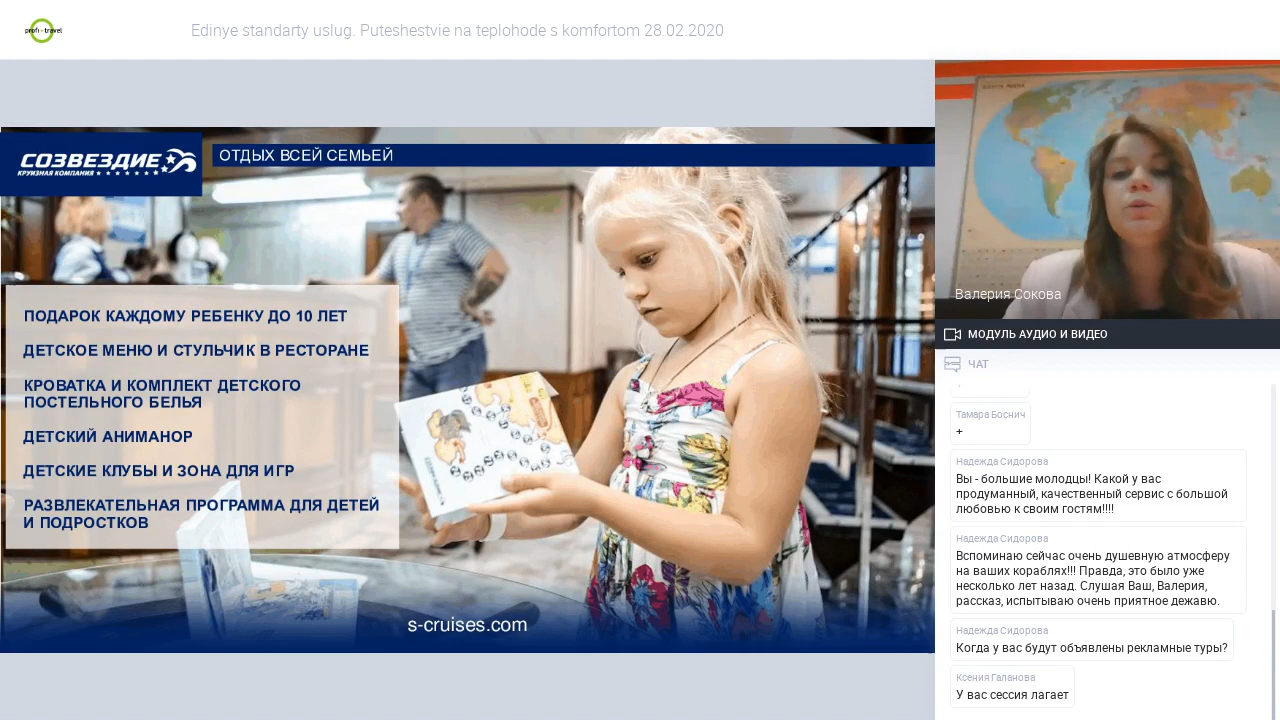 profi travel
Edinye standarty uslug. Puteshestvie na teplohode s komfortom 28.02.2020
СОЗВЕЗДИЕ
КРУИЗНАЯ КОМПАНИЯ
ОТДЫХ ВСЕЙ СЕМЬЕЙ
ПОДАРОК КАЖДОМУ РЕБЕНКУ ДО 10 ЛЕТ
ДЕТСКОЕ МЕНЮ И СТУЛЬЧИК В РЕСТОРАНЕ
КРОВАТКА И КОМПЛЕКТ ДЕТСКОГО
ПОСТЕЛЬНОГО БЕЛЬЯ
ДЕТСКИЙ АНИМАНОР
ДЕТСКИЕ КЛУБЫ И ЗОНА ДЛЯ ИГР
РАЗВЛЕКАТЕЛЬНАЯ ПРОГРАММА ДЛЯ ДЕТЕЙ
И ПОДРОСТКОВ
s-cruises.com
Валерия Сокова
МОДУЛЬ АУДИО И ВИДЕО
ЧАТ
Тамара Боснич
+
Надежда Сидорова
Вы - большие молодцы! Какой у вас
продуманный, качественный сервис с большой
любовью к своим гостям!!!!
Надежда Сидорова
Вспоминаю сейчас очень душевную атмосферу
на ваших кораблях!!! Правда, это было уже
несколько лет назад. Слушая Ваш, Валерия,
рассказ, испытываю очень приятное дежавю.
Надежда Сидорова
Когда у вас будут объявлены рекламные туры?
Ксения Галанова
У вас сессия лагает